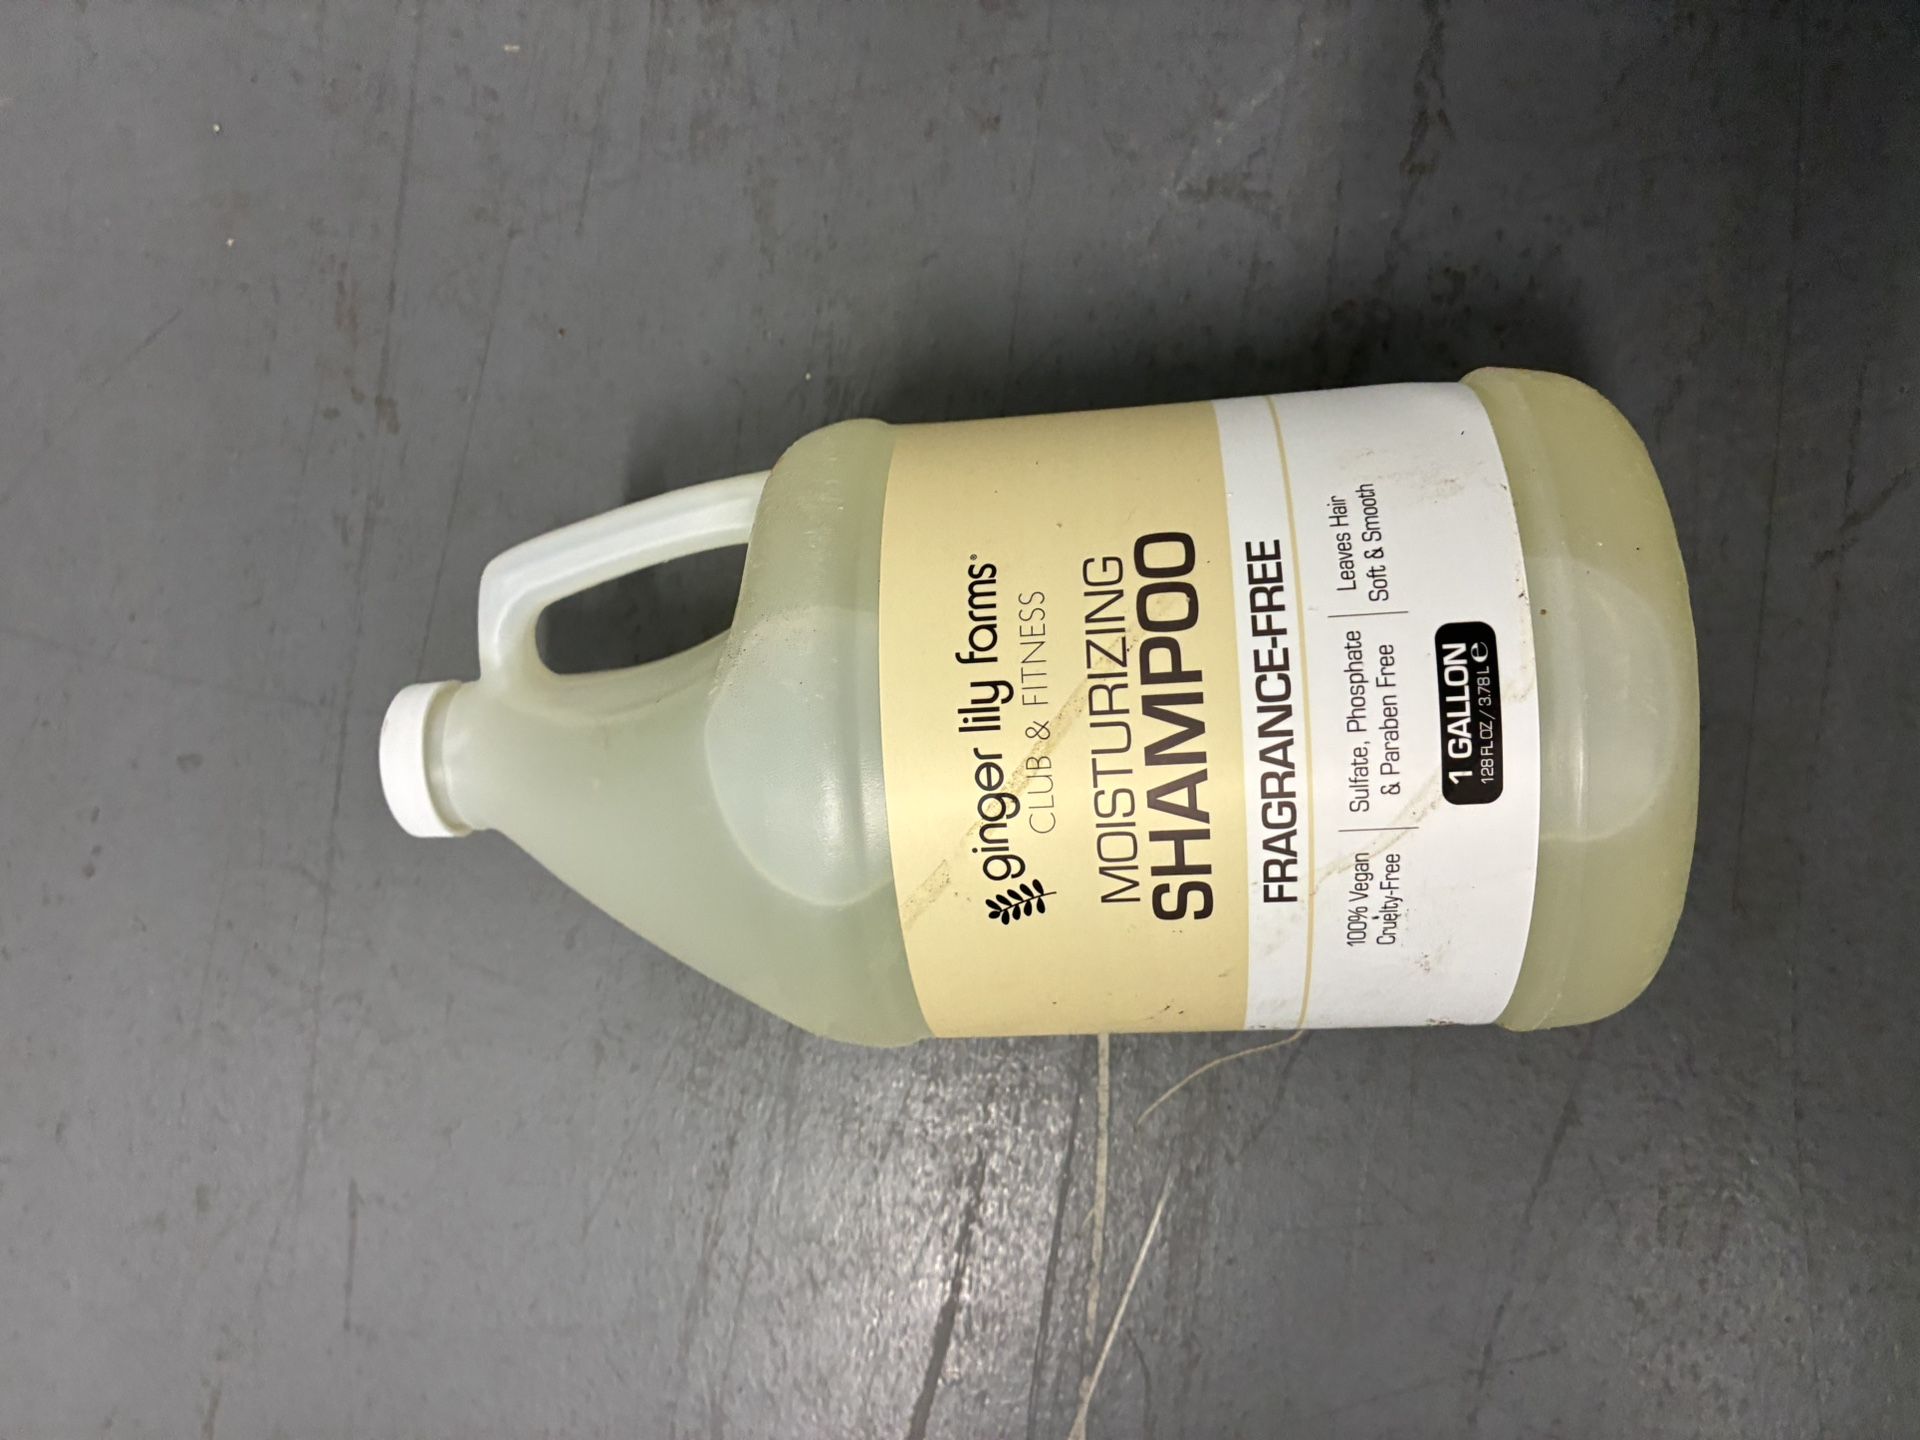 ginger lily farms®
CLUB & FITNESS
MOISTURIZING
SHAMPOO
FRAGRANCE-FREE
100% Vegan
Cruelty-Free
Sulfate, Phosphate
& Paraben Free
Leaves Hair
Soft & Smooth
1 GALLON
128 FL OZ / 3.78 L ℮